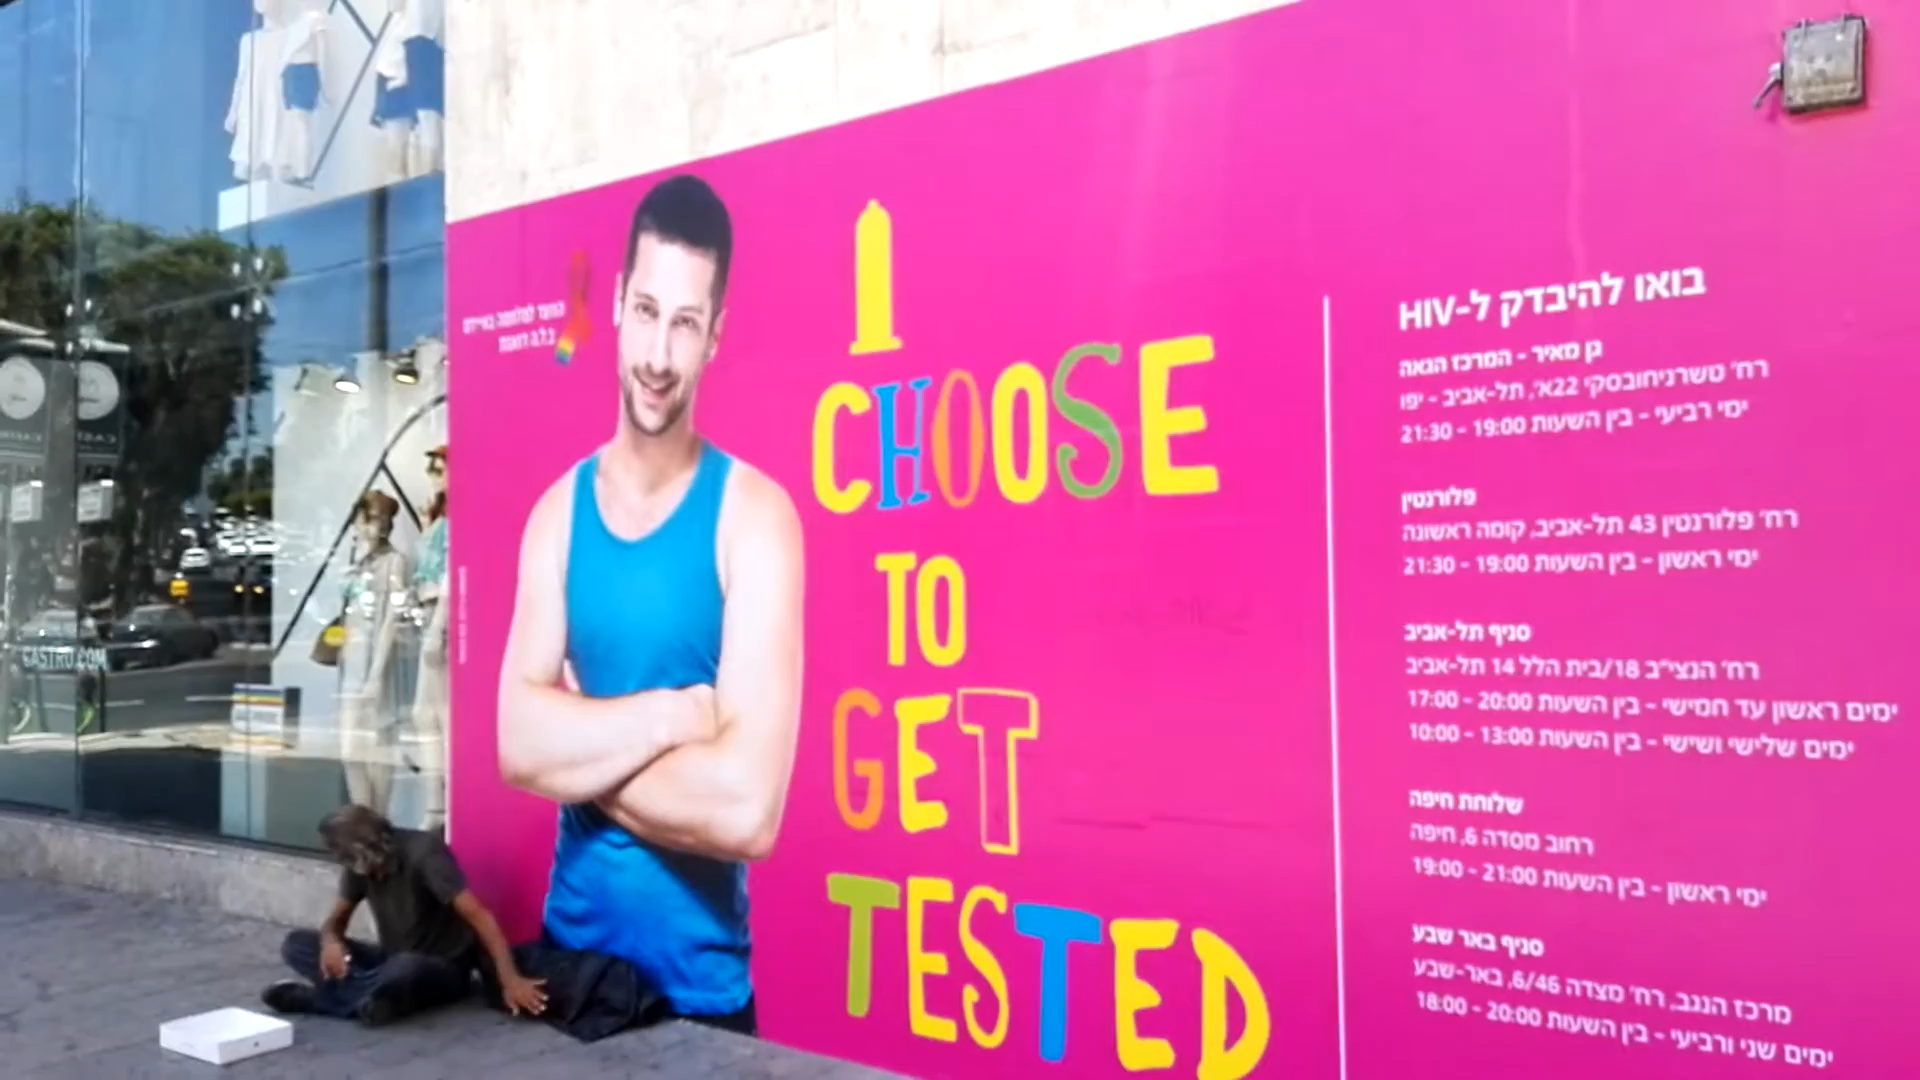 הועד למלחמה באיידס
I
CHOOSE
TO
GET
TESTED
בואו להיבדק ל-HIV
גן מאיר - המרכז הגאה
רח' טשרניחובסקי 22א', תל-אביב - יפו
ימי רביעי - בין השעות 19:00 - 21:30
פלורנטין
רח' פלורנטין 43 תל-אביב, קומה ראשונה
ימי ראשון - בין השעות 19:00 - 21:30
סניף תל-אביב
רח' הנצי"ב 18/בית הלל 14 תל-אביב
ימים ראשון עד חמישי - בין השעות 20:00 - 17:00
ימים שלישי ושישי - בין השעות 13:00 - 10:00
שלוחת חיפה
רחוב מסדה 6, חיפה
ימי ראשון - בין השעות 21:00 - 19:00
סניף באר שבע
מרכז הנגב, רח' מצדה 6/46, באר-שבע
ימים שני ורביעי - בין השעות 20:00 - 18:00
CASTRO.COM